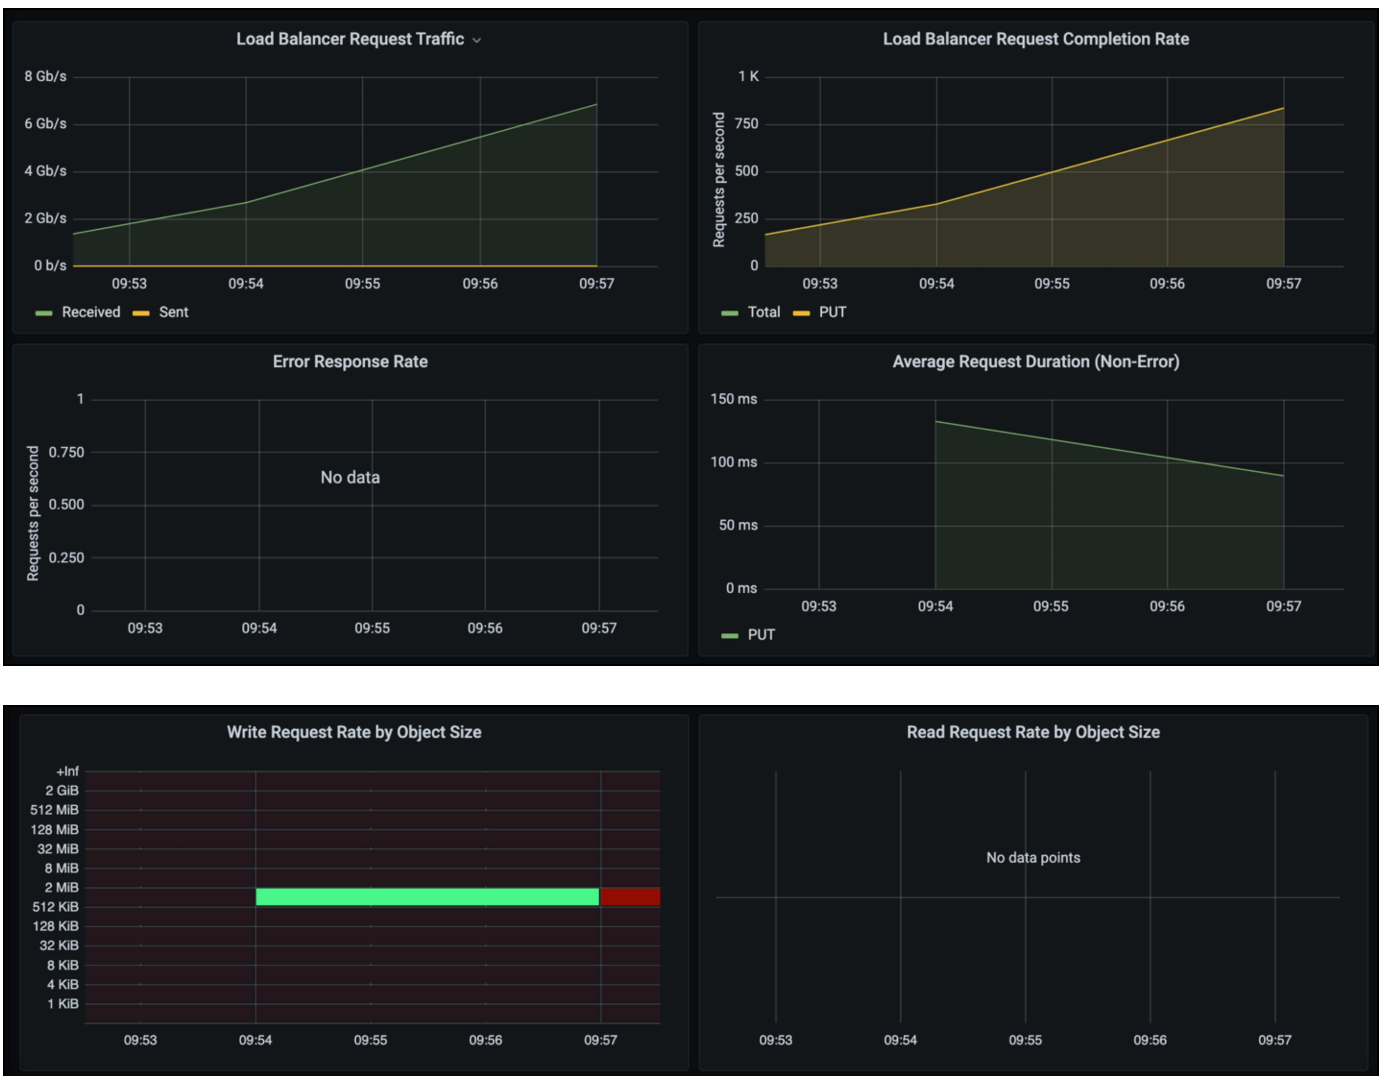 Load Balancer Request Traffic
8 Gb/s
6 Gb/s
4 Gb/s
2 Gb/s
0 b/s
09:53 09:54 09:55 09:56 09:57
Received Sent
Load Balancer Request Completion Rate
Requests per second
1 K
750
500
250
0
09:53 09:54 09:55 09:56 09:57
Total PUT
Error Response Rate
Requests per second
1
0.750
0.500
0.250
0
No data
09:53 09:54 09:55 09:56 09:57
Average Request Duration (Non-Error)
150 ms
100 ms
50 ms
0 ms
09:53 09:54 09:55 09:56 09:57
PUT
Write Request Rate by Object Size
+Inf
2 GiB
512 MiB
128 MiB
32 MiB
8 MiB
2 MiB
512 KiB
128 KiB
32 KiB
8 KiB
4 KiB
1 KiB
09:53 09:54 09:55 09:56 09:57
Read Request Rate by Object Size
No data points
09:53 09:54 09:55 09:56 09:57